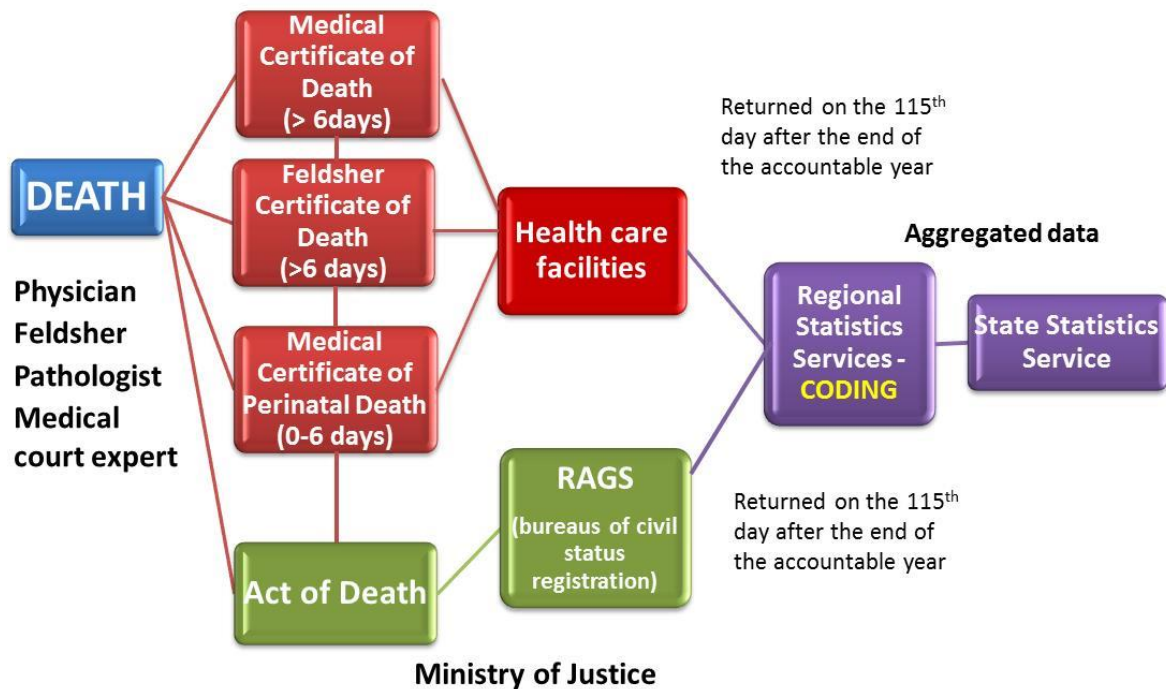 DEATH
Physician
Feldsher
Pathologist
Medical
court expert
Medical
Certificate of
Death
(> 6days)
Feldsher
Certificate of
Death
(>6 days)
Medical
Certificate of
Perinatal Death
(0-6 days)
Act of Death
Health care
facilities
RAGS
(bureaus of civil
status
registration)
Ministry of Justice
Returned on the 115th
day after the end of
the accountable year
Aggregated data
Regional
Statistics
Services -
CODING
State Statistics
Service
Returned on the 115th
day after the end of
the accountable year